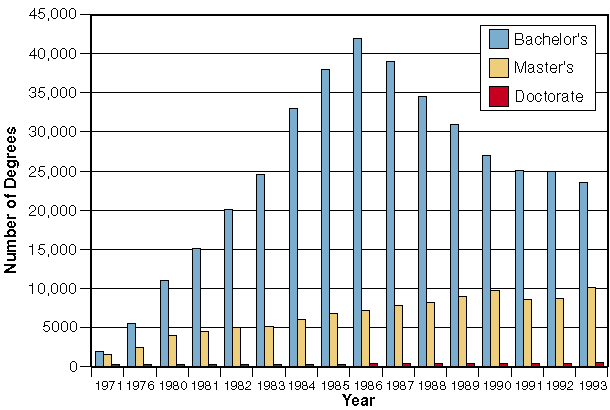 45,000
40,000
35,000
30,000
25,000
20,000
15,000
10,000
5000
0
Number of Degrees
Bachelor's
Master's
Doctorate
1971 1976 1980 1981 1982 1983 1984 1985 1986 1987 1988 1989 1990 1991 1992 1993
Year